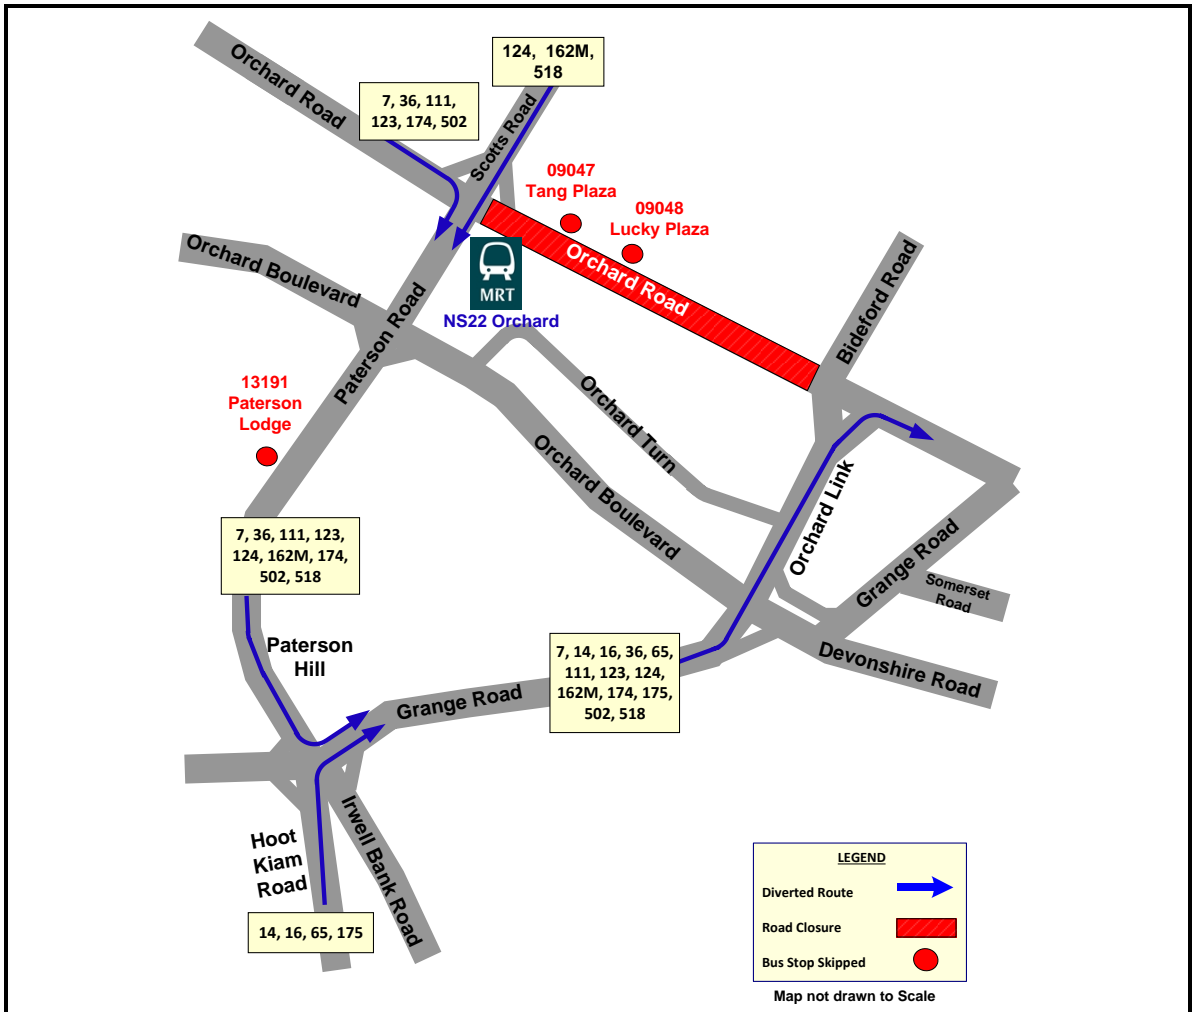 124, 162M,
518
Orchard Road
7, 36, 111,
123, 174, 502
Scotts Road
09047
Tang Plaza
09048
Lucky Plaza
Orchard Road
Orchard Boulevard
MRT
NS22 Orchard
Bideford Road
Paterson Road
13191
Paterson
Lodge
Orchard Turn
Orchard Boulevard
Orchard Link
7, 36, 111, 123,
124, 162M, 174,
502, 518
Grange Road
Somerset
Road
Paterson
Hill
7, 14, 16, 36, 65,
111, 123, 124,
162M, 174, 175,
502, 518
Devonshire Road
Grange Road
Hoot
Kiam
Road
Irwell Bank Road
14, 16, 65, 175
LEGEND
Diverted Route
Road Closure
Bus Stop Skipped
Map not drawn to Scale